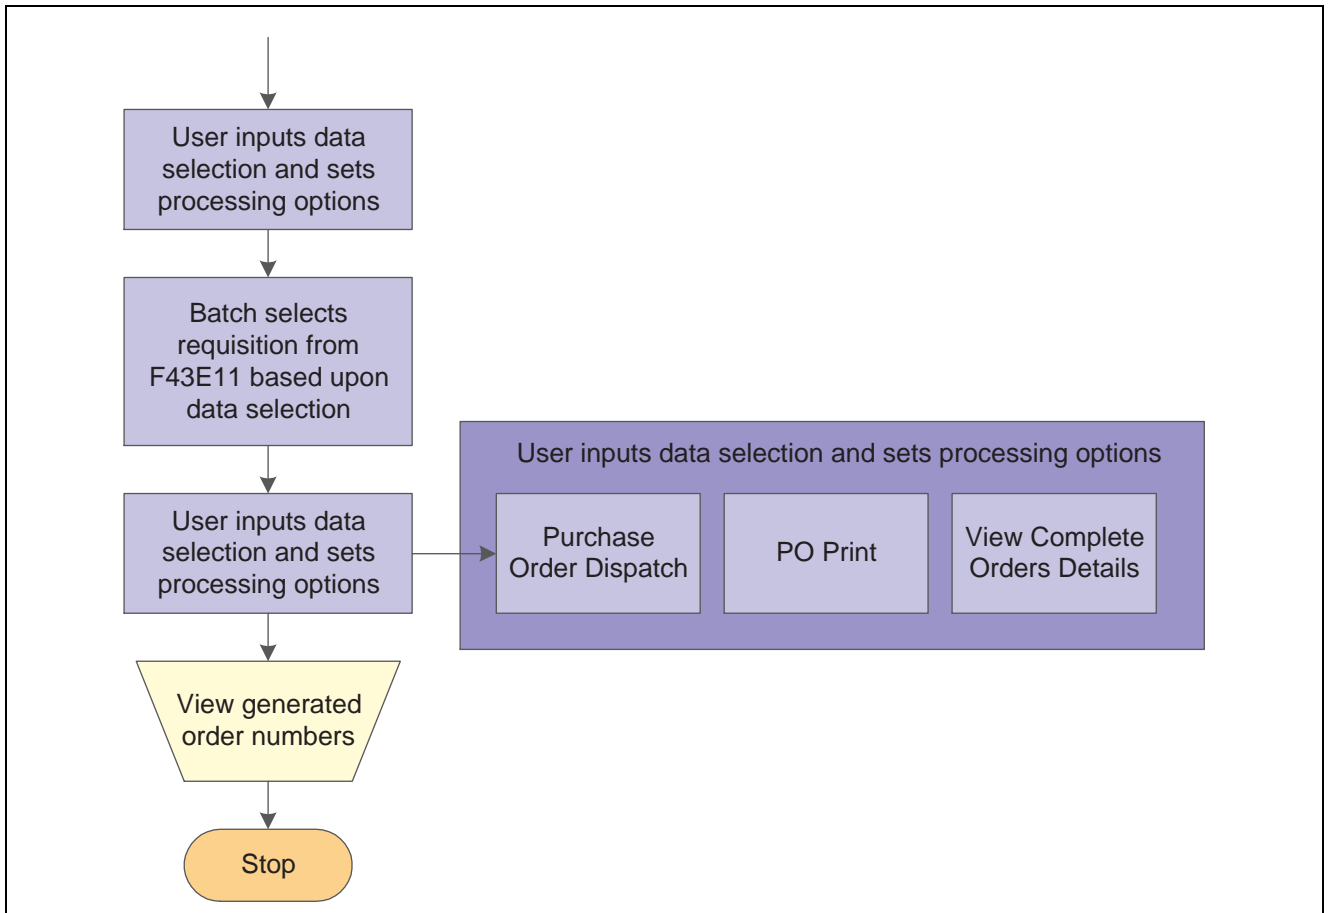 User inputs data
selection and sets
processing options
Batch selects
requisition from
F43E11 based upon
data selection
User inputs data
selection and sets
processing options
User inputs data selection and sets processing options
Purchase
Order Dispatch
PO Print
View Complete
Orders Details
View generated
order numbers
Stop